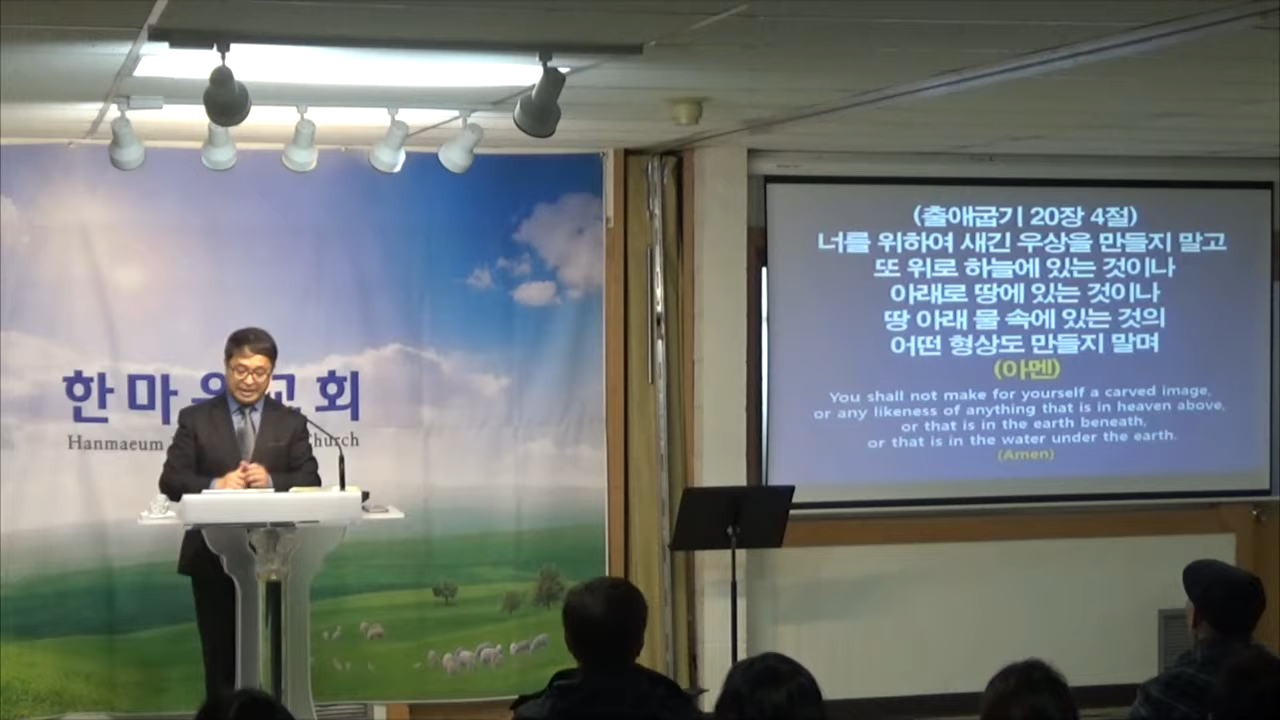 한마 교회
Hanmaeum Church
(출애굽기 20장 4절)
너를 위하여 새긴 우상을 만들지 말고
또 위로 하늘에 있는 것이나
아래로 땅에 있는 것이나
땅 아래 물 속에 있는 것의
어떤 형상도 만들지 말며
(아멘)
You shall not make for yourself a carved image,
or any likeness of anything that is in heaven above,
or that is in the earth beneath,
or that is in the water under the earth.
(Amen)